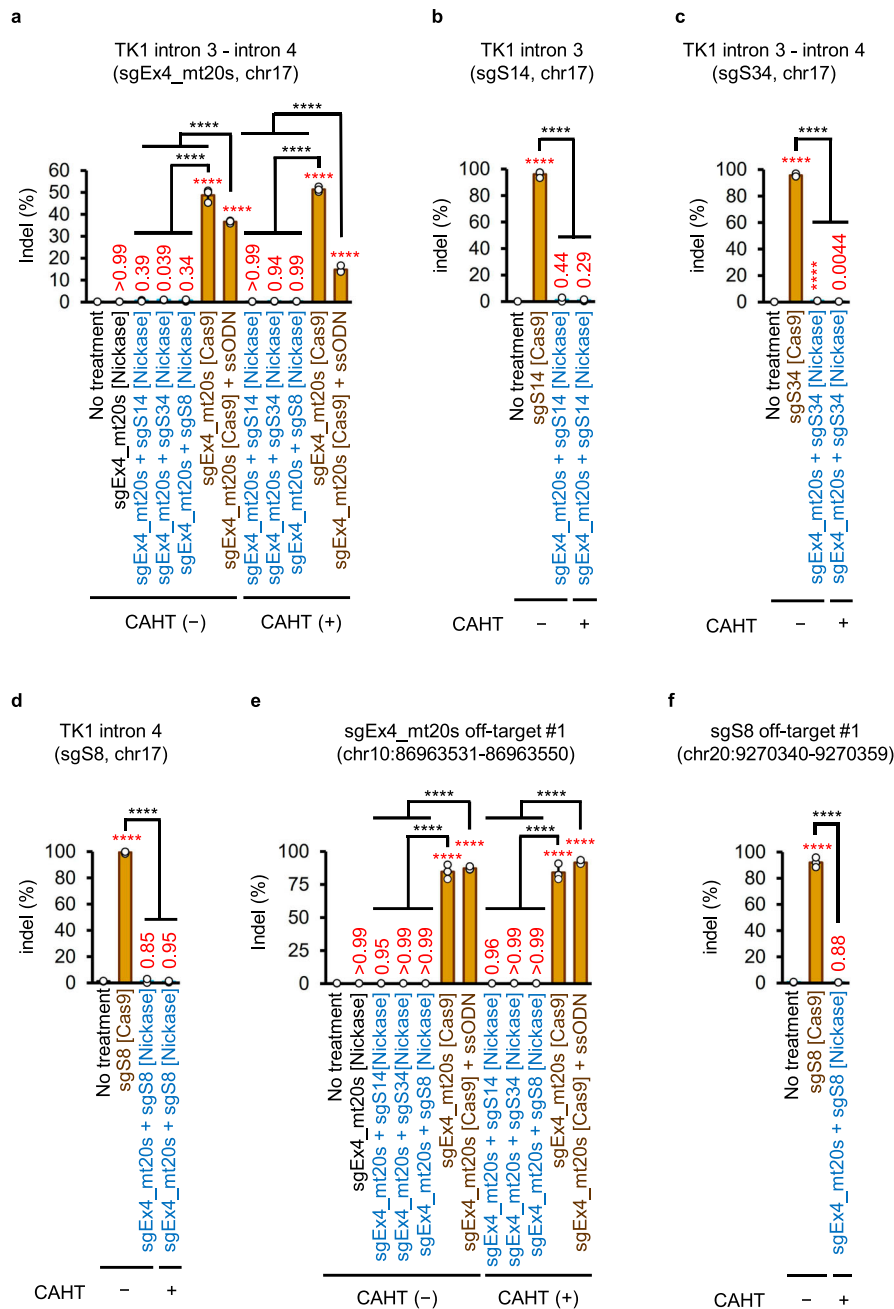 a
TK1 intron 3 - intron 4
(sgEx4_mt20s, chr17)
Indel (%)
60
50
40
30
20
10
0
>0.99
0.39
0.039
0.34
****
****
>0.99
0.94
0.99
****
****
****
****
****
****
No treatment
sgEx4_mt20s [Nickase]
sgEx4_mt20s + sgS14 [Nickase]
sgEx4_mt20s + sgS34 [Nickase]
sgEx4_mt20s + sgS8 [Nickase]
sgEx4_mt20s [Cas9]
sgEx4_mt20s [Cas9] + ssODN
sgEx4_mt20s + sgS14 [Nickase]
sgEx4_mt20s + sgS34 [Nickase]
sgEx4_mt20s + sgS8 [Nickase]
sgEx4_mt20s [Cas9]
sgEx4_mt20s [Cas9] + ssODN
CAHT (−)
CAHT (+)
b
TK1 intron 3
(sgS14, chr17)
indel (%)
100
80
60
40
20
0
****
****
0.44
0.29
No treatment
sgS14 [Cas9]
sgEx4_mt20s + sgS14 [Nickase]
sgEx4_mt20s + sgS14 [Nickase]
CAHT
−
+
c
TK1 intron 3 - intron 4
(sgS34, chr17)
indel (%)
100
80
60
40
20
0
****
****
****
0.0044
No treatment
sgS34 [Cas9]
sgEx4_mt20s + sgS34 [Nickase]
sgEx4_mt20s + sgS34 [Nickase]
CAHT
−
+
d
TK1 intron 4
(sgS8, chr17)
indel (%)
100
80
60
40
20
0
****
****
0.85
0.95
No treatment
sgS8 [Cas9]
sgEx4_mt20s + sgS8 [Nickase]
sgEx4_mt20s + sgS8 [Nickase]
CAHT
−
+
e
sgEx4_mt20s off-target #1
(chr10:86963531-86963550)
Indel (%)
100
75
50
25
0
>0.99
0.95
>0.99
>0.99
****
****
0.96
>0.99
>0.99
****
****
****
****
****
****
No treatment
sgEx4_mt20s [Nickase]
sgEx4_mt20s + sgS14[Nickase]
sgEx4_mt20s + sgS34[Nickase]
sgEx4_mt20s + sgS8 [Nickase]
sgEx4_mt20s [Cas9]
sgEx4_mt20s [Cas9] + ssODN
sgEx4_mt20s + sgS14 [Nickase]
sgEx4_mt20s + sgS34 [Nickase]
sgEx4_mt20s + sgS8 [Nickase]
sgEx4_mt20s [Cas9]
sgEx4_mt20s [Cas9] + ssODN
CAHT (−)
CAHT (+)
f
sgS8 off-target #1
(chr20:9270340-9270359)
indel (%)
100
80
60
40
20
0
****
****
0.88
No treatment
sgS8 [Cas9]
sgEx4_mt20s + sgS8 [Nickase]
CAHT
−
+